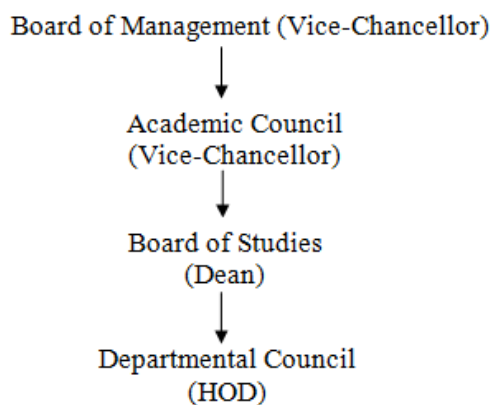 Board of Management (Vice-Chancellor)
Academic Council
(Vice-Chancellor)
Board of Studies
(Dean)
Departmental Council
(HOD)